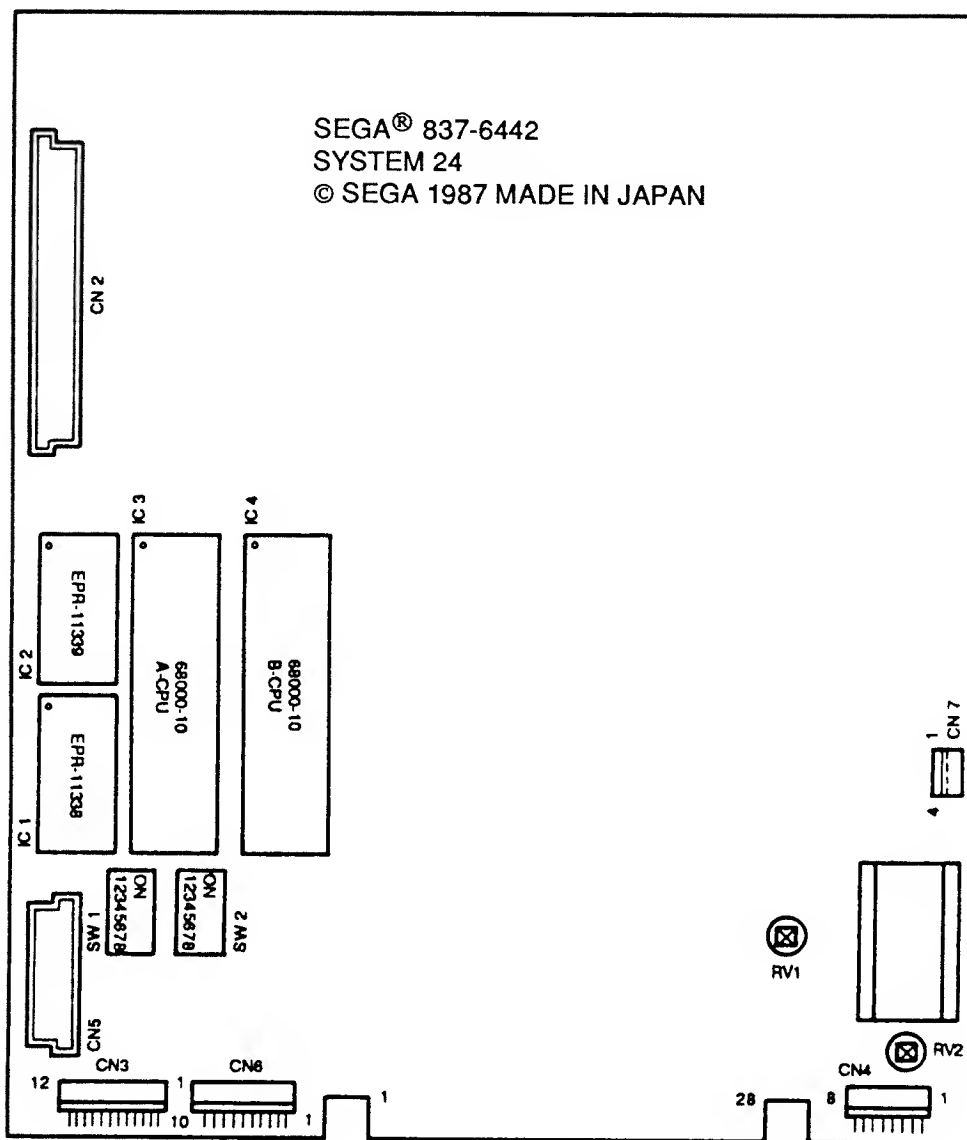 SEGA® 837-6442
SYSTEM 24
© SEGA 1987 MADE IN JAPAN
CN 2
IC 3
IC 4
EPR-11339
IC 2
68000-10
A-CPU
68000-10
B-CPU
EPR-11338
IC 1
1
CN 7
4
ON
12345678
SW 1
ON
12345678
SW 2
CN5
RV1
RV2
12
CN3
1
CN6
10
1
1
28
CN4
8
1